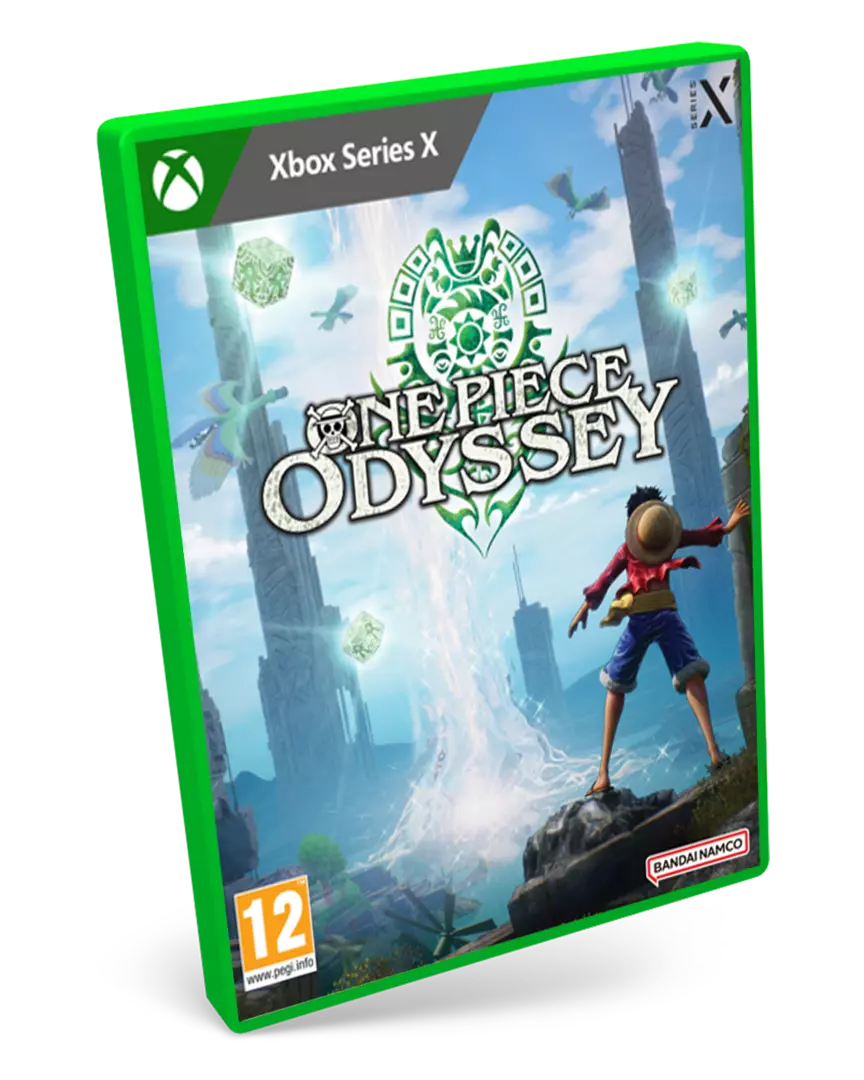 Xbox Series X
SERIES X
ONE PIECE
ODYSSEY
BANDAI NAMCO
12
www.pegi.info